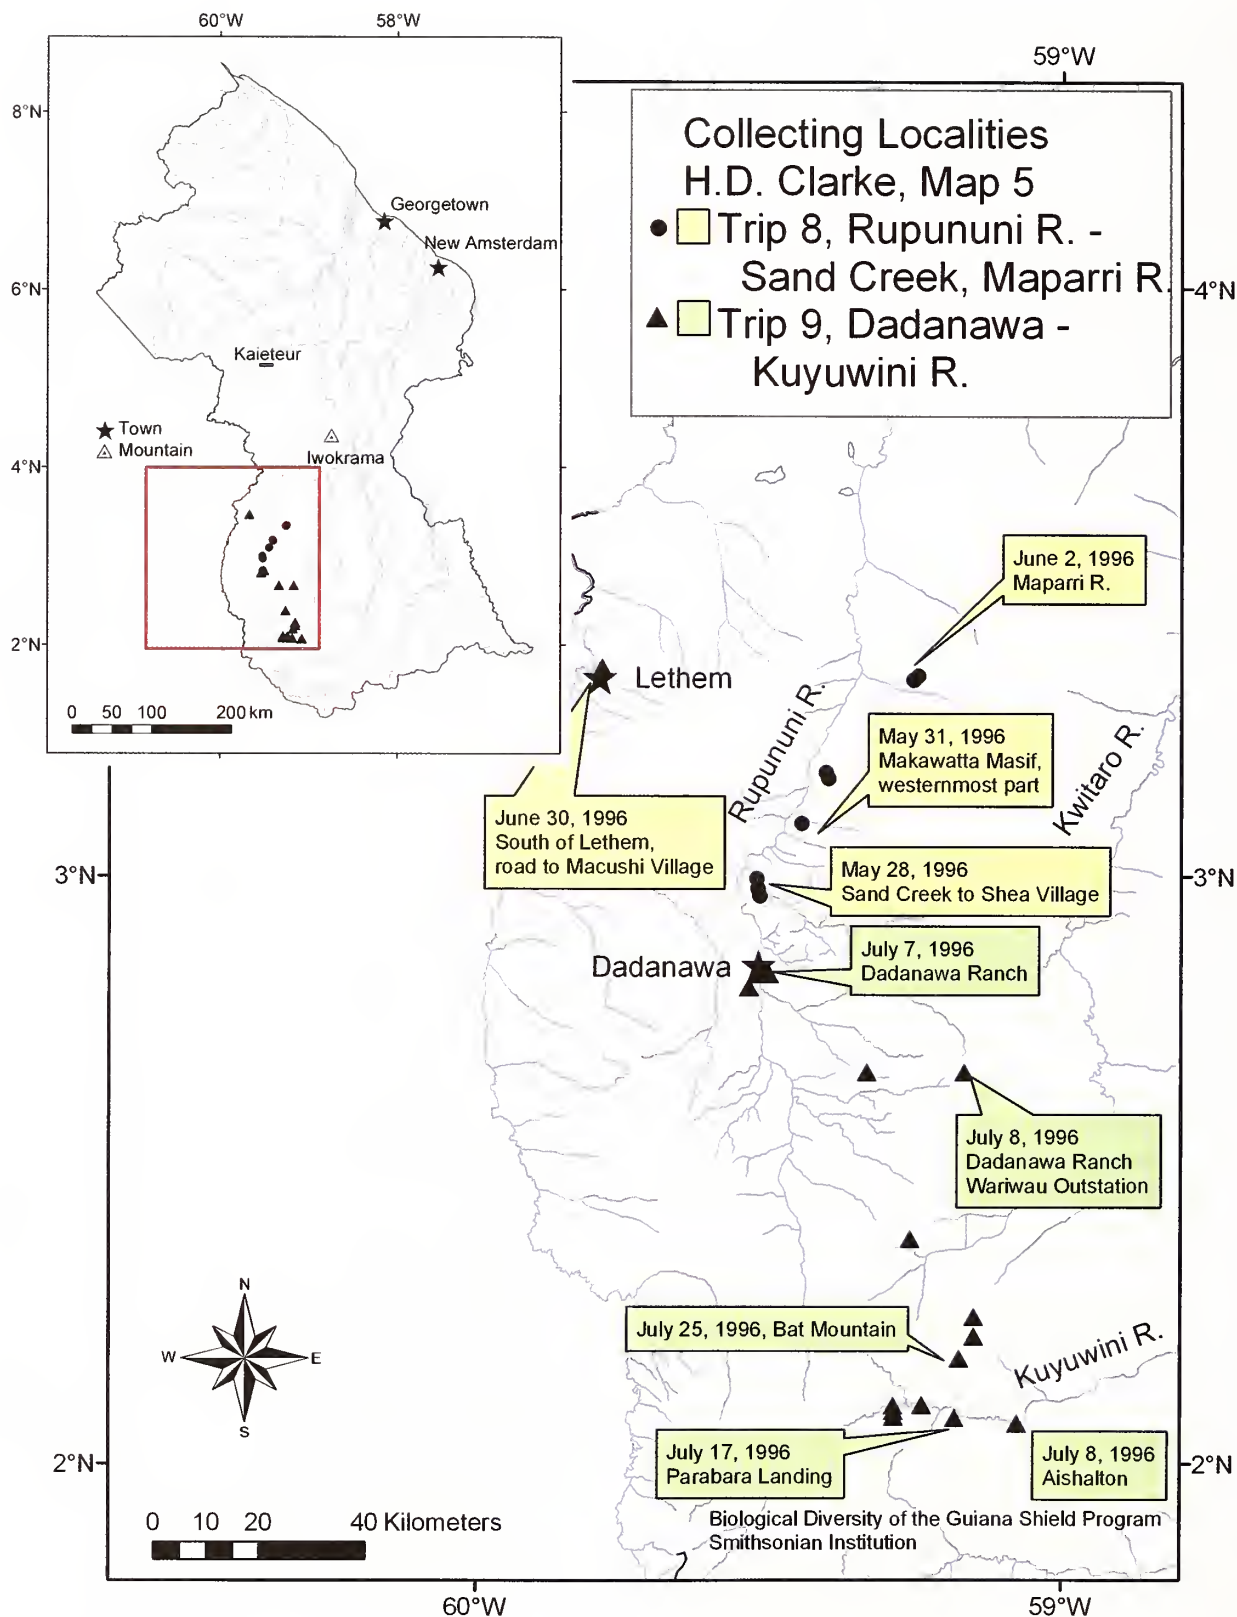 60°W
58°W
8°N
6°N
4°N
2°N
Georgetown
New Amsterdam
Kaieteur
Town
Mountain
Iwokrama
0 50 100 200 km
59°W
Collecting Localities
H.D. Clarke, Map 5
Trip 8, Rupununi R. -
Sand Creek, Maparri R.
Trip 9, Dadanawa -
Kuyuwini R.
4°N
June 2, 1996
Maparri R.
Lethem
Rupununi R.
May 31, 1996
Makawatta Masif,
westernmost part
Kwitaro R.
June 30, 1996
South of Lethem,
road to Macushi Village
3°N
3°N
May 28, 1996
Sand Creek to Shea Village
Dadanawa
July 7, 1996
Dadanawa Ranch
July 8, 1996
Dadanawa Ranch
Wariwau Outstation
July 25, 1996, Bat Mountain
Kuyuwini R.
N
W
E
S
July 17, 1996
Parabara Landing
July 8, 1996
Aishalton
2°N
2°N
0 10 20 40 Kilometers
Biological Diversity of the Guiana Shield Program
Smithsonian Institution
60°W
59°W